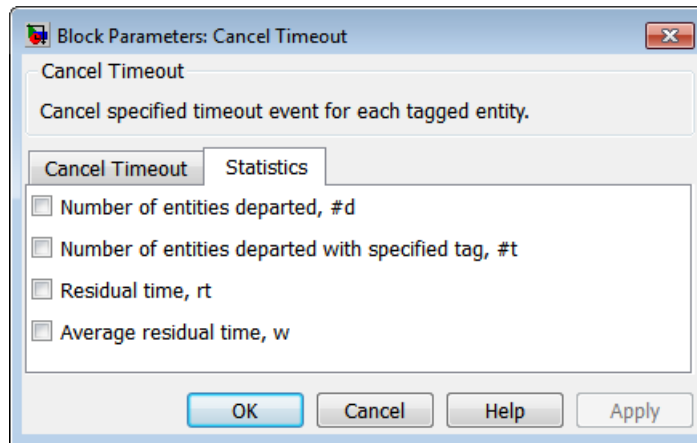 Block Parameters: Cancel Timeout
Cancel Timeout
Cancel specified timeout event for each tagged entity.
Cancel Timeout Statistics
Number of entities departed, #d
Number of entities departed with specified tag, #t
Residual time, rt
Average residual time, w
OK Cancel Help Apply